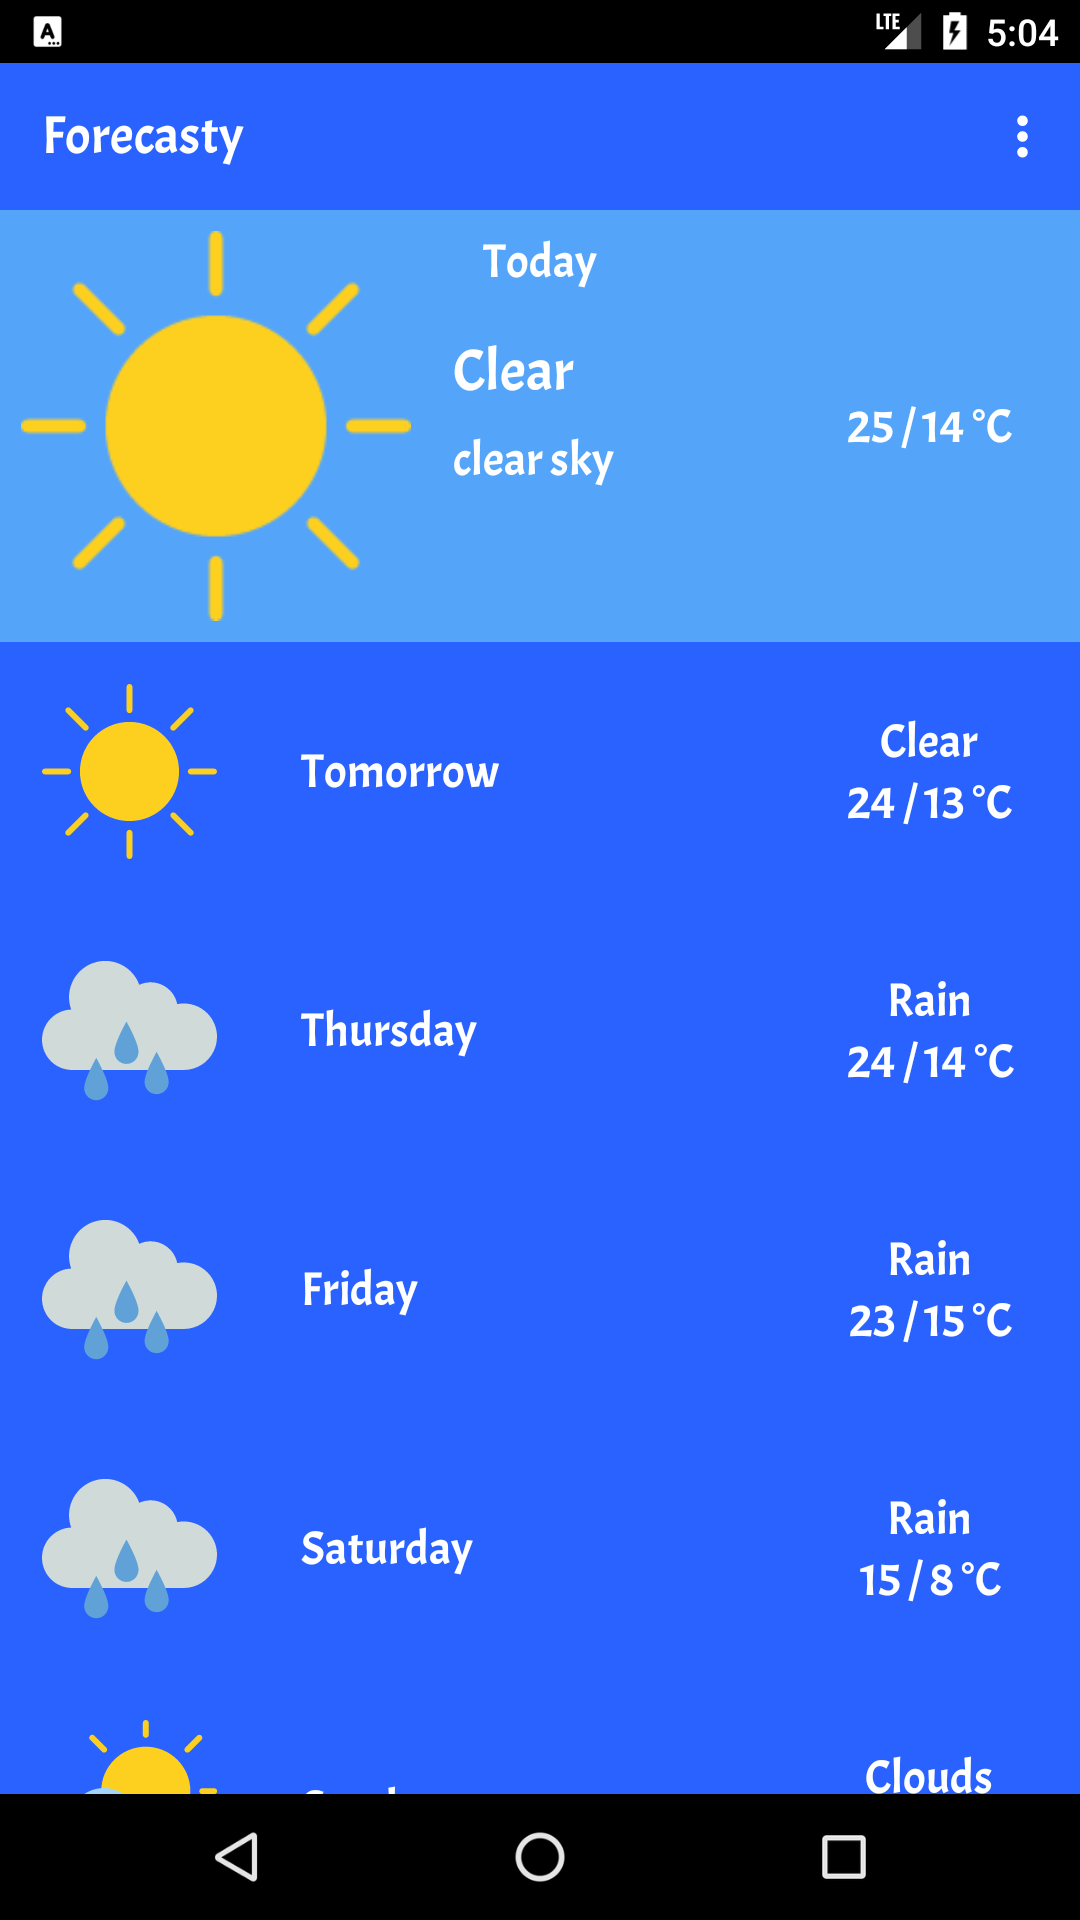 LTE 5:04
Forecasty
Today
Clear
25 / 14 °C
clear sky
Clear
Tomorrow
24 / 13 °C
Rain
Thursday
24 / 14 °C
Rain
Friday
23 / 15 °C
Rain
Saturday
15 / 8 °C
Clouds